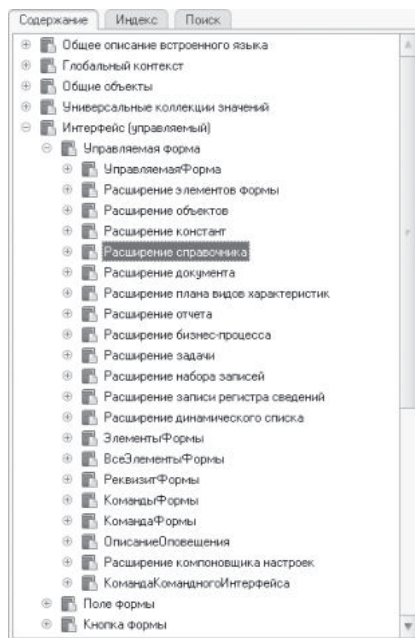 Содержание Индекс Поиск
Общее описание встроенного языка
Глобальный контекст
Общие объекты
Универсальные коллекции значений
Интерфейс (управляемый)
Управляемая форма
УправляемаяФорма
Расширение элементов формы
Расширение объектов
Расширение констант
Расширение справочника
Расширение документа
Расширение плана видов характеристик
Расширение отчета
Расширение бизнес-процесса
Расширение задачи
Расширение набора записей
Расширение записи регистра сведений
Расширение динамического списка
ЭлементыФормы
ВсеЭлементыФормы
РеквизитФормы
КомандыФормы
КомандаФормы
ОписаниеОповещения
Расширение компоновщика настроек
КомандаКомандногоИнтерфейса
Поле формы
Кнопка формы